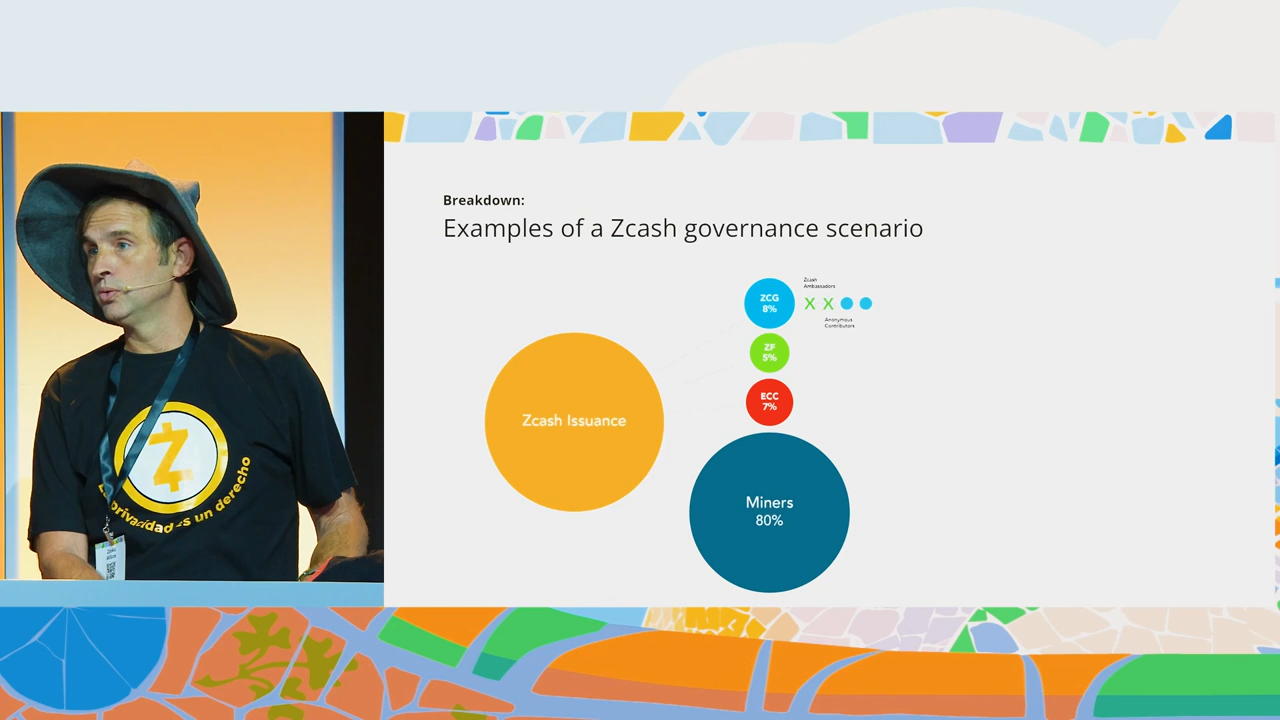 Breakdown:
Examples of a Zcash governance scenario
Zcash
Ambassadors
ZCG
8%
X X
Anonymous
Contributors
ZF
5%
ECC
7%
Zcash Issuance
Miners
80%
privacidad es un derecho